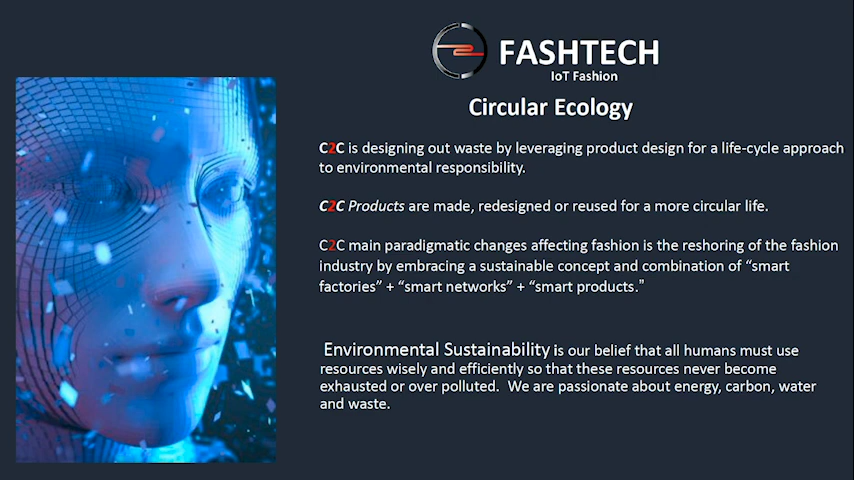 FASHTECH
IoT Fashion
Circular Ecology
C2C is designing out waste by leveraging product design for a life-cycle approach
to environmental responsibility.
C2C Products are made, redesigned or reused for a more circular life.
C2C main paradigmatic changes affecting fashion is the reshoring of the fashion
industry by embracing a sustainable concept and combination of “smart
factories” + “smart networks” + “smart products.”
Environmental Sustainability is our belief that all humans must use
resources wisely and efficiently so that these resources never become
exhausted or over polluted.  We are passionate about energy, carbon, water
and waste.